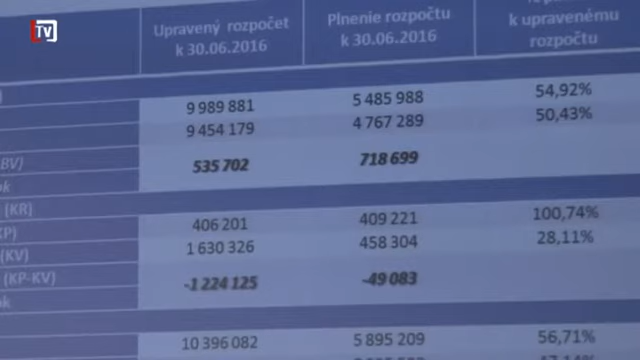 TV
Upravený rozpočet
k 30.06.2016
Plnenie rozpočtu
k 30.06.2016
k upravenému
rozpočtu
9 989 881 5 485 988 54,92%
9 454 179 4 767 289 50,43%
BV) 535 702 718 699
(KR)
406 201 409 221 100,74%
(KV) 1 630 326 458 304 28,11%
(KP-KV) -1 224 125 -49 083
10 396 082 5 895 209 56,71%